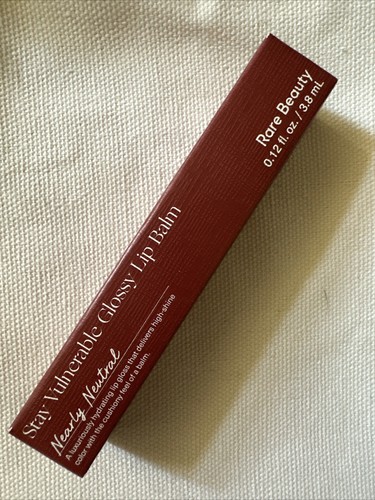 Rare Beauty
0.12 fl. oz. / 3.8 mL
Stay Vulnerable Glossy Lip Balm
Nearly Neutral
A luxuriously hydrating lip gloss that delivers high-shine
color with the cushiony feel of a balm.